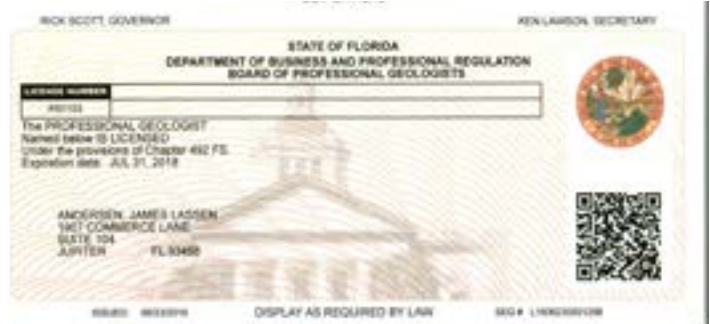 RICK SCOTT, GOVERNOR
KEN LAWSON, SECRETARY
STATE OF FLORIDA
DEPARTMENT OF BUSINESS AND PROFESSIONAL REGULATION
BOARD OF PROFESSIONAL GEOLOGISTS
LICENSE NUMBER
The PROFESSIONAL GEOLOGIST
Named below IS LICENSED
Under the provisions of Chapter 492 FS.
Expiration date: JUL 31, 2018
ANDERSEN, JAMES LASSEN
COMMERCE LANE
SUITE 104
JUPITER FL
ISSUED:
DISPLAY AS REQUIRED BY LAW
SEQ #